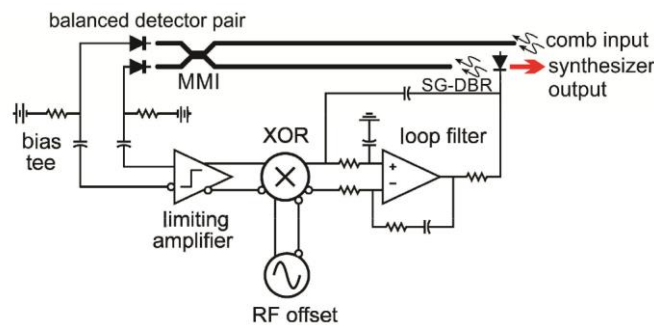 balanced detector pair
comb input
MMI
SG-DBR
synthesizer
output
bias
tee
XOR
loop filter
+
−
limiting
amplifier
RF offset